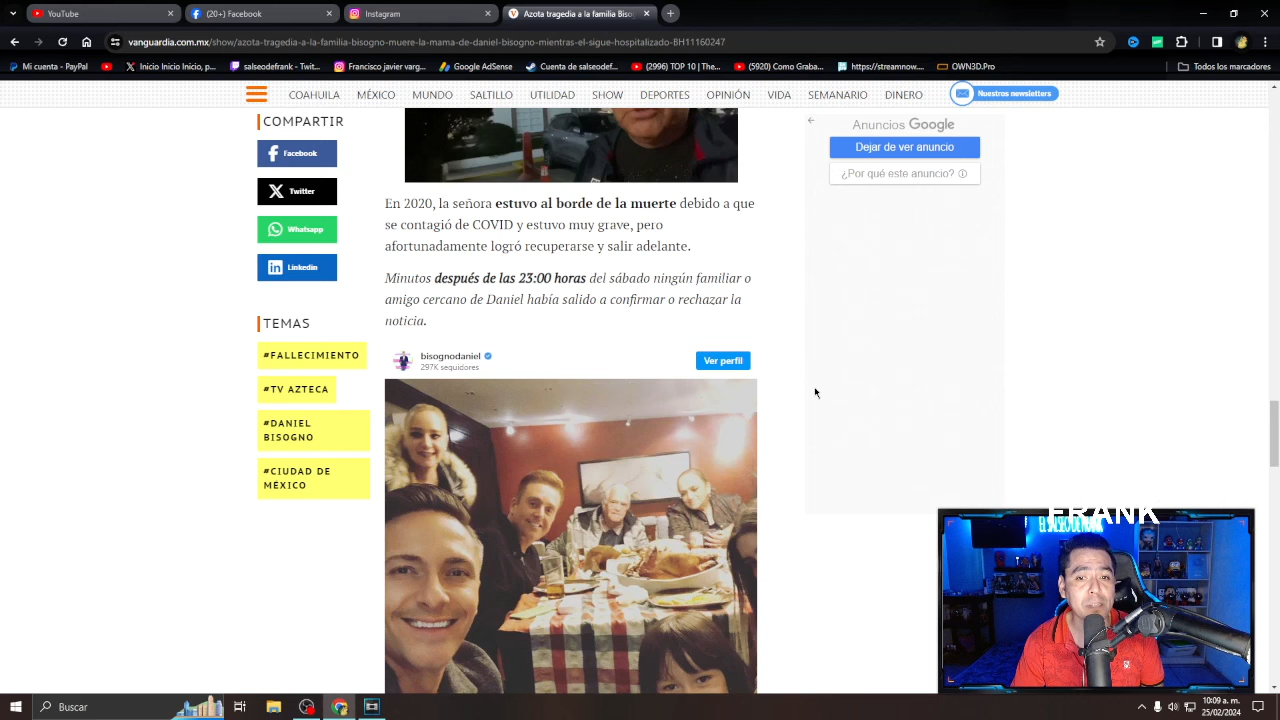 YouTube
(20+) Facebook
Instagram
Azota tragedia a la familia Biso
vanguardia.com.mx/show/azota-tragedia-a-la-familia-bisogno-muere-la-mama-de-daniel-bisogno-mientras-el-sigue-hospitalizado-BH11160247
Mi cuenta - PayPal
Inicio Inicio Inicio, p...
salseodefrank - Twit...
Francisco javier varg...
Google AdSense
Cuenta de salseodef...
(2996) TOP 10 | The...
(5920) Como Graba...
https://streamnow...
OWN3D.Pro
Todos los marcadores
COAHUILA MÉXICO MUNDO SALTILLO UTILIDAD SHOW DEPORTES OPINIÓN VIDA SEMANARIO DINERO
Nuestros newsletters
COMPARTIR
Facebook
Twitter
Whatsapp
Linkedin
TEMAS
#FALLECIMIENTO
#TV AZTECA
#DANIEL
BISOGNO
#CIUDAD DE
MÉXICO
En 2020, la señora estuvo al borde de la muerte debido a que
se contagió de COVID y estuvo muy grave, pero
afortunadamente logró recuperarse y salir adelante.
Minutos después de las 23:00 horas del sábado ningún familiar o
amigo cercano de Daniel había salido a confirmar o rechazar la
noticia.
bisognodaniel
297K seguidores
Ver perfil
Anuncios Google
Dejar de ver anuncio
¿Por qué este anuncio?
FRANK
Buscar
10:09 a. m.
25/02/2024